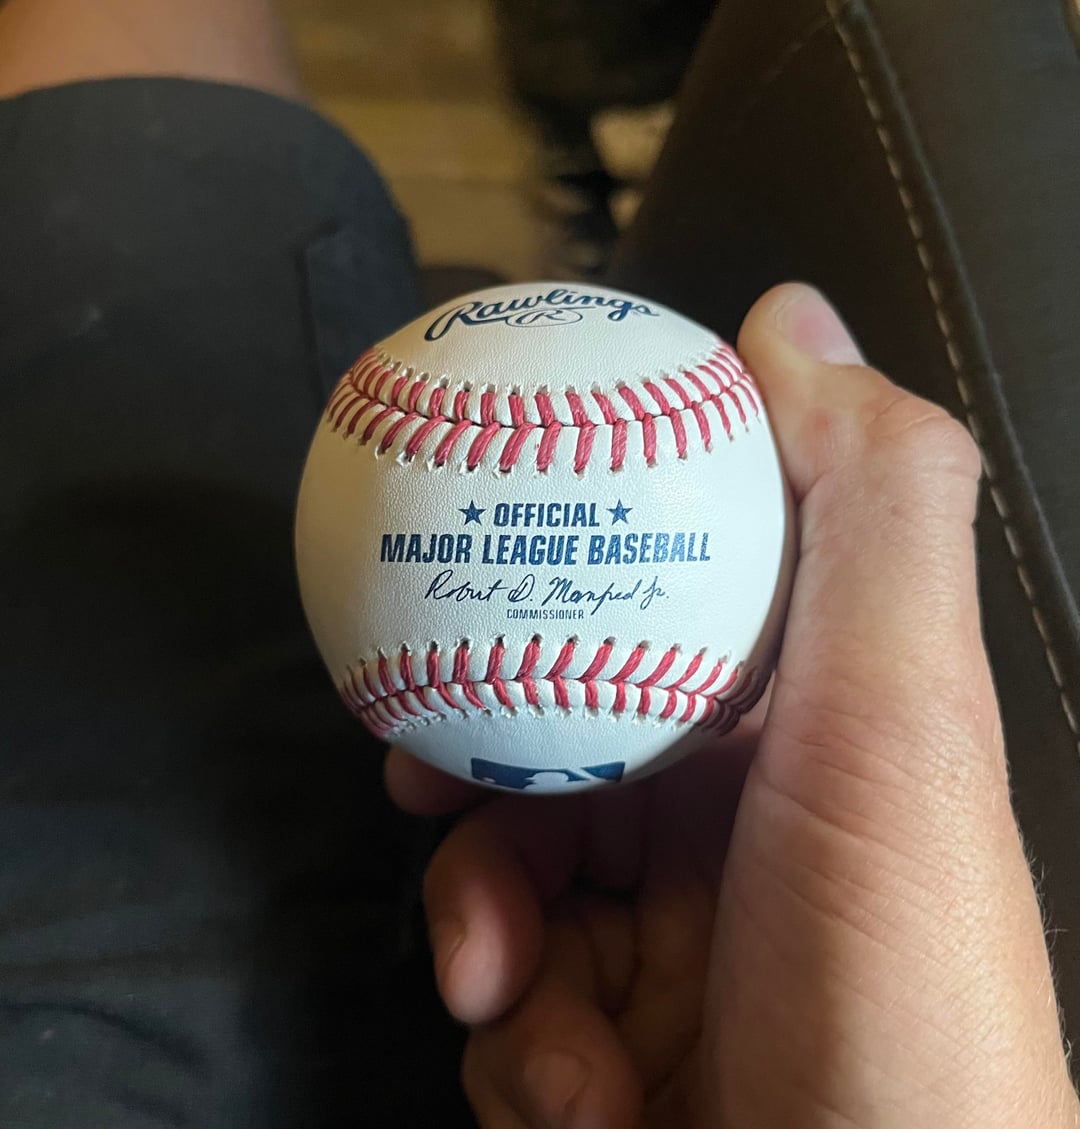 Rawlings
R
★ OFFICIAL ★
MAJOR LEAGUE BASEBALL
Robert D. Manfred Jr.
COMMISSIONER